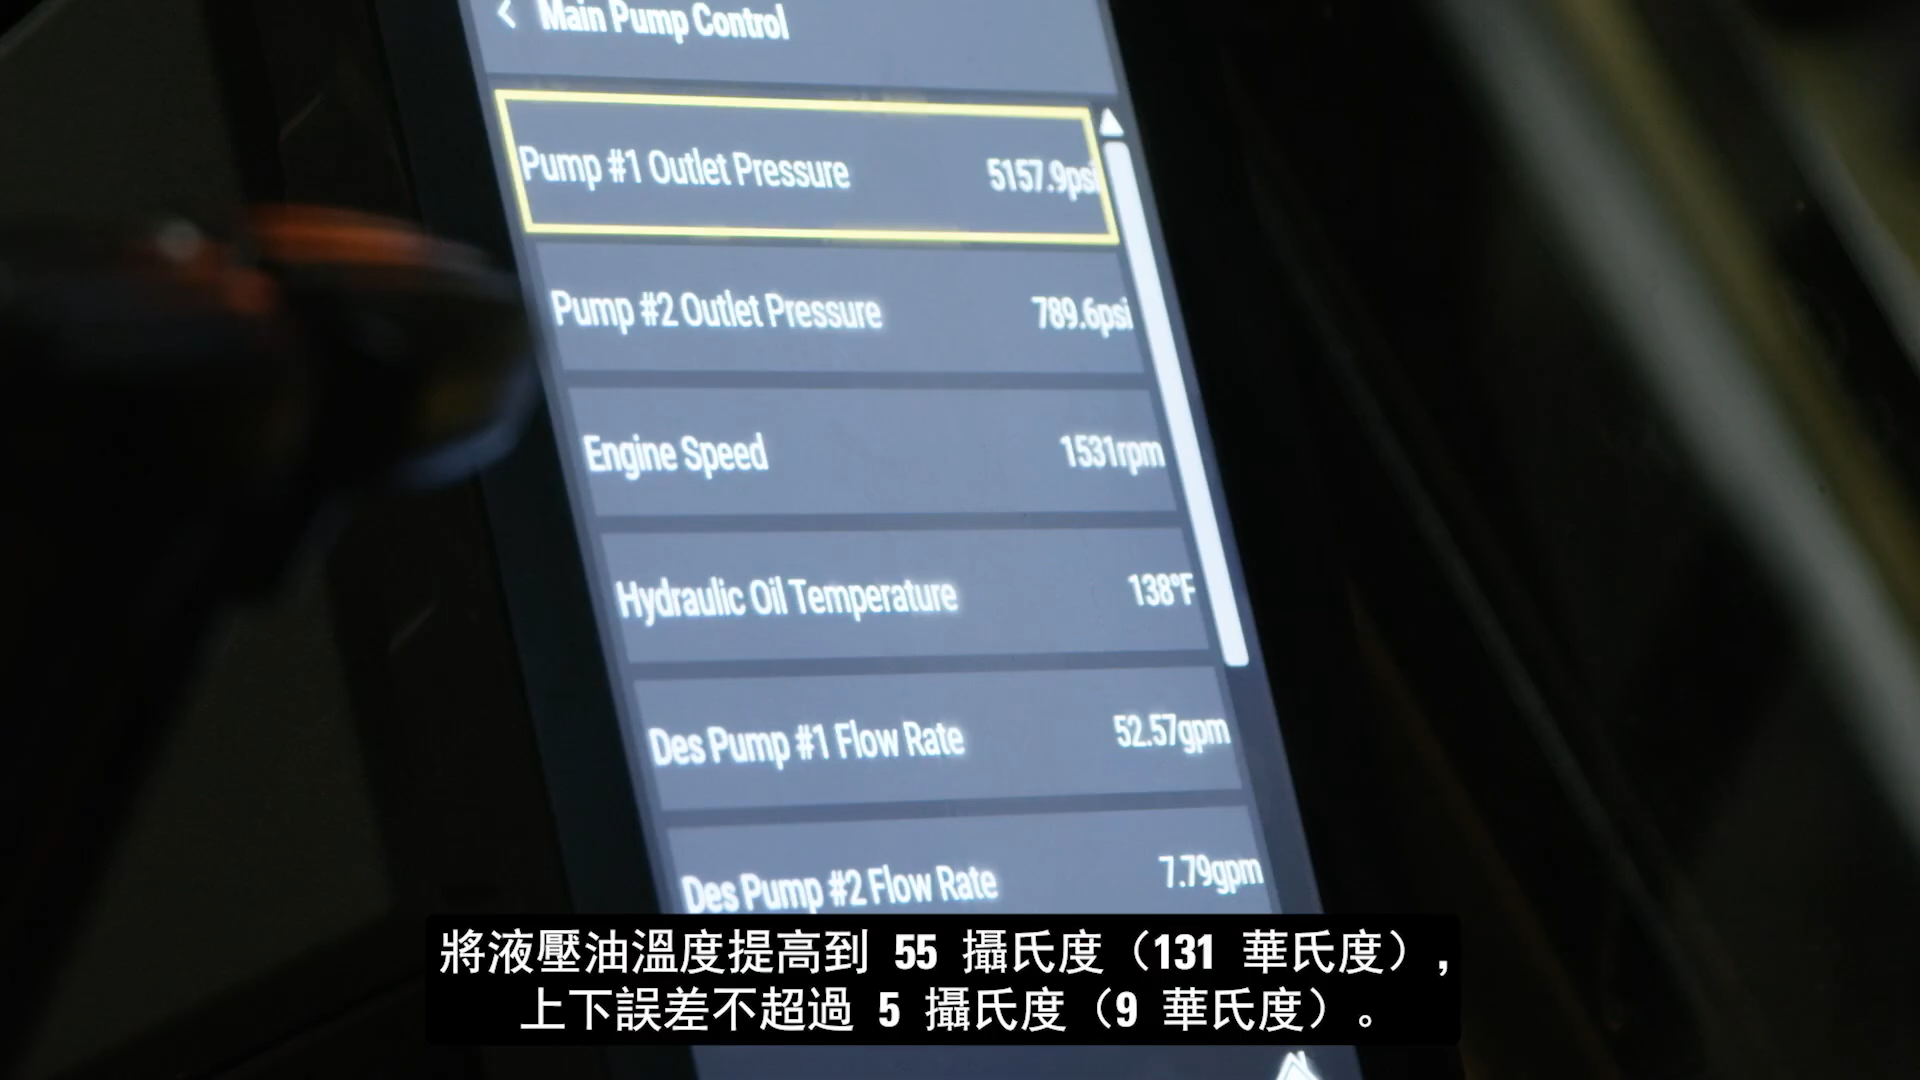 Main Pump Control
Pump #1 Outlet Pressure 5157.9psi
Pump #2 Outlet Pressure 789.6psi
Engine Speed 1531rpm
Hydraulic Oil Temperature 138°F
Des Pump #1 Flow Rate 52.57gpm
Des Pump #2 Flow Rate 7.79gpm
將液壓油溫度提高到 55 攝氏度（131 華氏度），
上下誤差不超過 5 攝氏度（9 華氏度）。